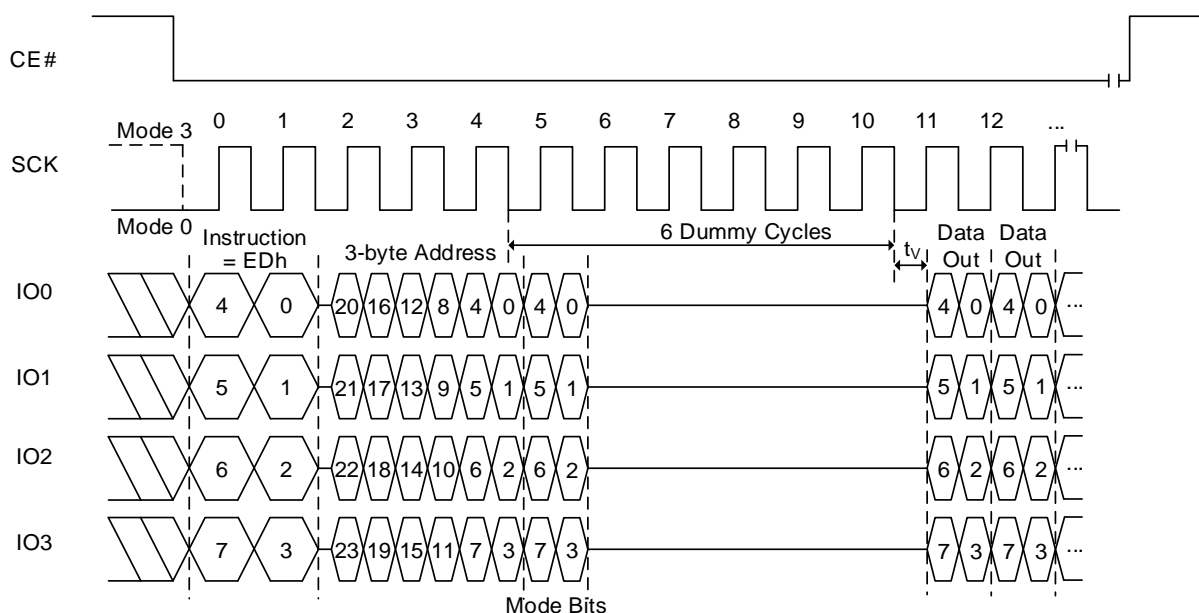 CE#
0 1 2 3 4 5 6 7 8 9 10 11 12 ...
Mode 3
SCK
Mode 0
Instruction
= EDh
3-byte Address
6 Dummy Cycles
tV
Data
Out
Data
Out
IO0 4 0 20 16 12 8 4 0 4 0 4 0 4 0 ...
IO1 5 1 21 17 13 9 5 1 5 1 5 1 5 1 ...
IO2 6 2 22 18 14 10 6 2 6 2 6 2 6 2 ...
IO3 7 3 23 19 15 11 7 3 7 3 7 3 7 3 ...
Mode Bits